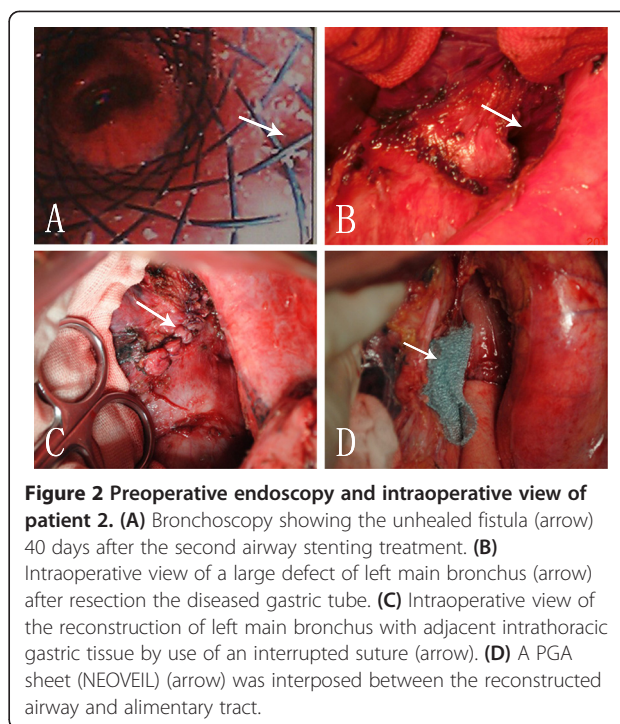 A
B
C
D
Figure 2 Preoperative endoscopy and intraoperative view of
patient 2. (A) Bronchoscopy showing the unhealed fistula (arrow)
40 days after the second airway stenting treatment. (B)
Intraoperative view of a large defect of left main bronchus (arrow)
after resection the diseased gastric tube. (C) Intraoperative view of
the reconstruction of left main bronchus with adjacent intrathoracic
gastric tissue by use of an interrupted suture (arrow). (D) A PGA
sheet (NEOVEIL) (arrow) was interposed between the reconstructed
airway and alimentary tract.